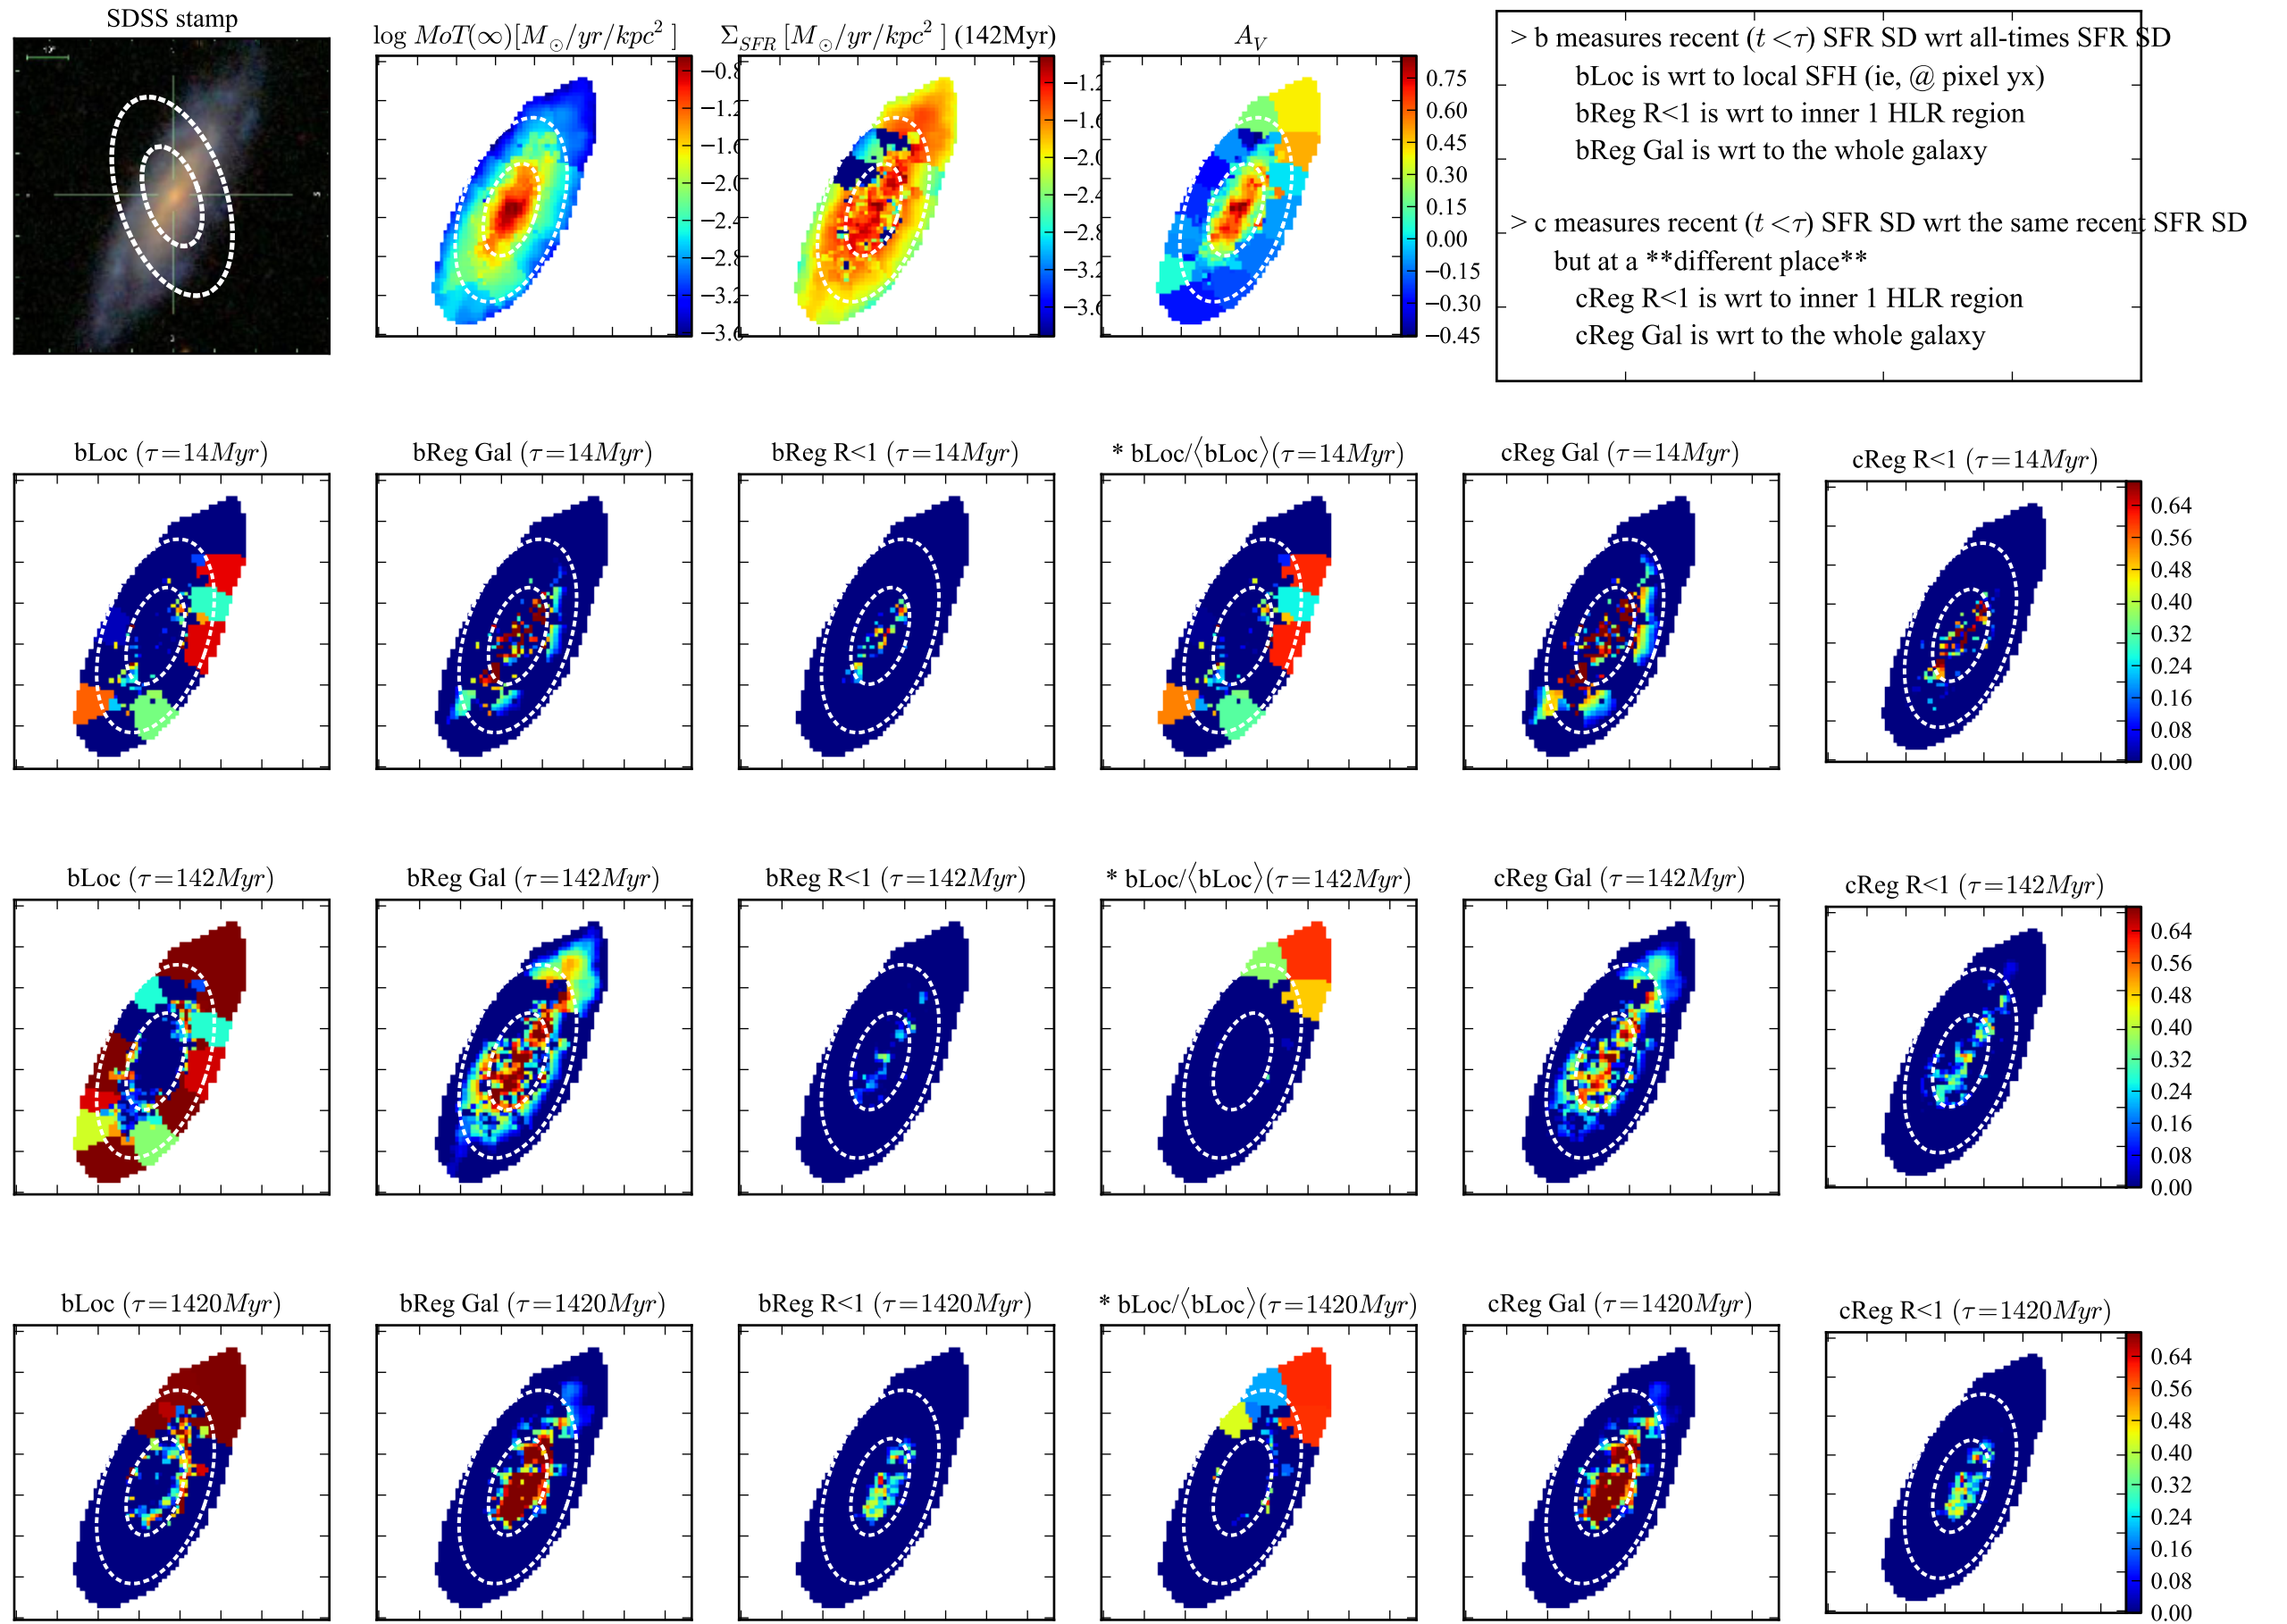 SDSS stamp
log MoT(∞)[M⊙/yr/kpc² ]
Σ_SFR [M⊙/yr/kpc² ] (142Myr)
A_V
−0.8
−1.2
−1.6
−2.0
−2.4
−2.8
−3.2
−3.6
−1.2
−1.6
−2.0
−2.4
−2.8
−3.2
−3.6
0.75
0.60
0.45
0.30
0.15
0.00
−0.15
−0.30
−0.45
> b measures recent (t < τ) SFR SD wrt all-times SFR SD
bLoc is wrt to local SFH (ie, @ pixel yx)
bReg R<1 is wrt to inner 1 HLR region
bReg Gal is wrt to the whole galaxy
> c measures recent (t < τ) SFR SD wrt the same recent SFR SD
but at a **different place**
cReg R<1 is wrt to inner 1 HLR region
cReg Gal is wrt to the whole galaxy
bLoc (τ=14Myr)
bReg Gal (τ=14Myr)
bReg R<1 (τ=14Myr)
* bLoc/⟨bLoc⟩(τ=14Myr)
cReg Gal (τ=14Myr)
cReg R<1 (τ=14Myr)
0.64
0.56
0.48
0.40
0.32
0.24
0.16
0.08
0.00
bLoc (τ=142Myr)
bReg Gal (τ=142Myr)
bReg R<1 (τ=142Myr)
* bLoc/⟨bLoc⟩(τ=142Myr)
cReg Gal (τ=142Myr)
cReg R<1 (τ=142Myr)
0.64
0.56
0.48
0.40
0.32
0.24
0.16
0.08
0.00
bLoc (τ=1420Myr)
bReg Gal (τ=1420Myr)
bReg R<1 (τ=1420Myr)
* bLoc/⟨bLoc⟩(τ=1420Myr)
cReg Gal (τ=1420Myr)
cReg R<1 (τ=1420Myr)
0.64
0.56
0.48
0.40
0.32
0.24
0.16
0.08
0.00